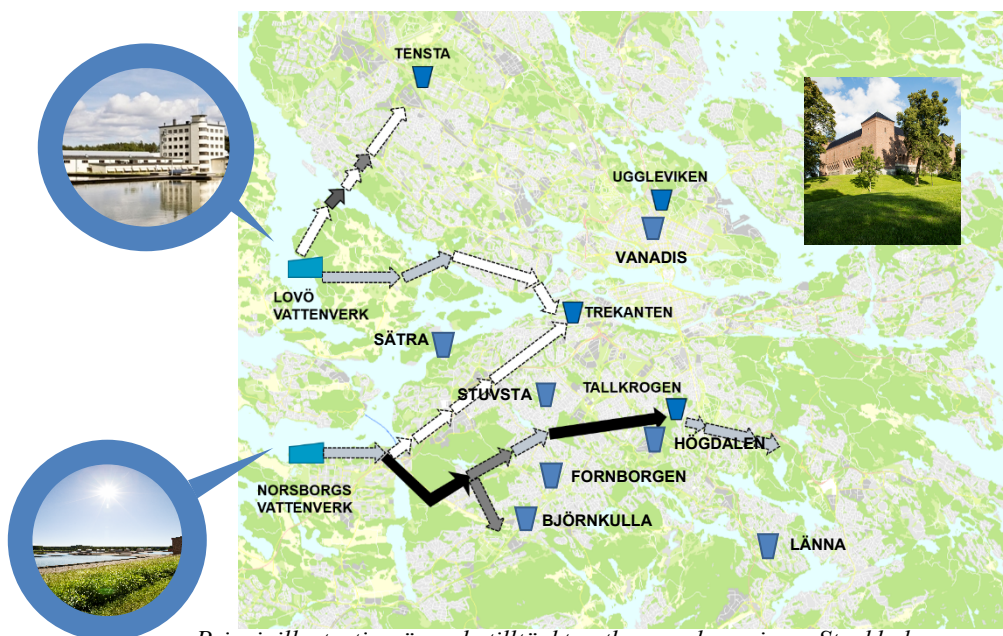 TENSTA
UGGLEVIKEN
VANADIS
LOVÖ
VATTENVERK
TREKANTEN
SÄTRA
STUVSTA
TALLKROGEN
HÖGDALEN
FORNBORGEN
NORSBORGS
VATTENVERK
BJÖRNKULLA
LÄNNA